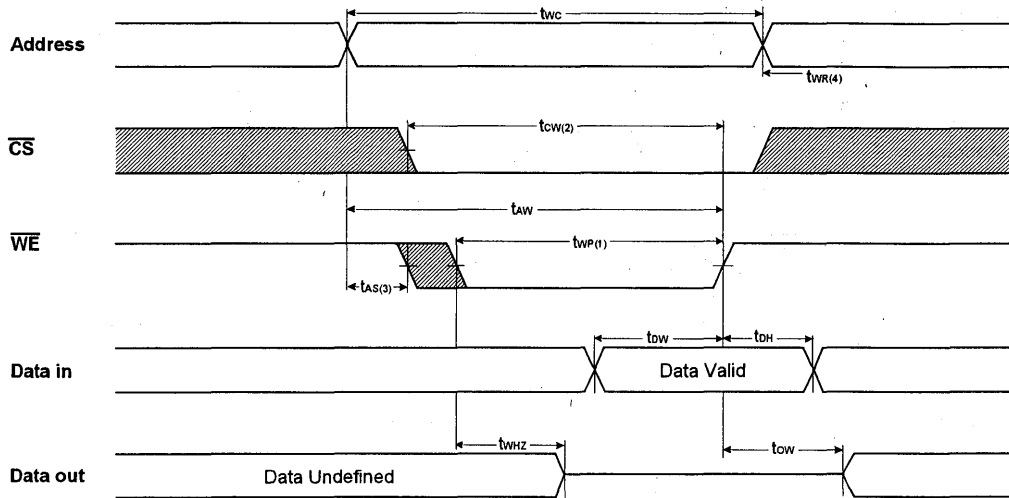 tWC
Address
tWR(4)
tCW(2)
CS
tAW
WE
tWP(1)
tAS(3)
tDW
tDH
Data in
Data Valid
tWHZ
tOW
Data out
Data Undefined